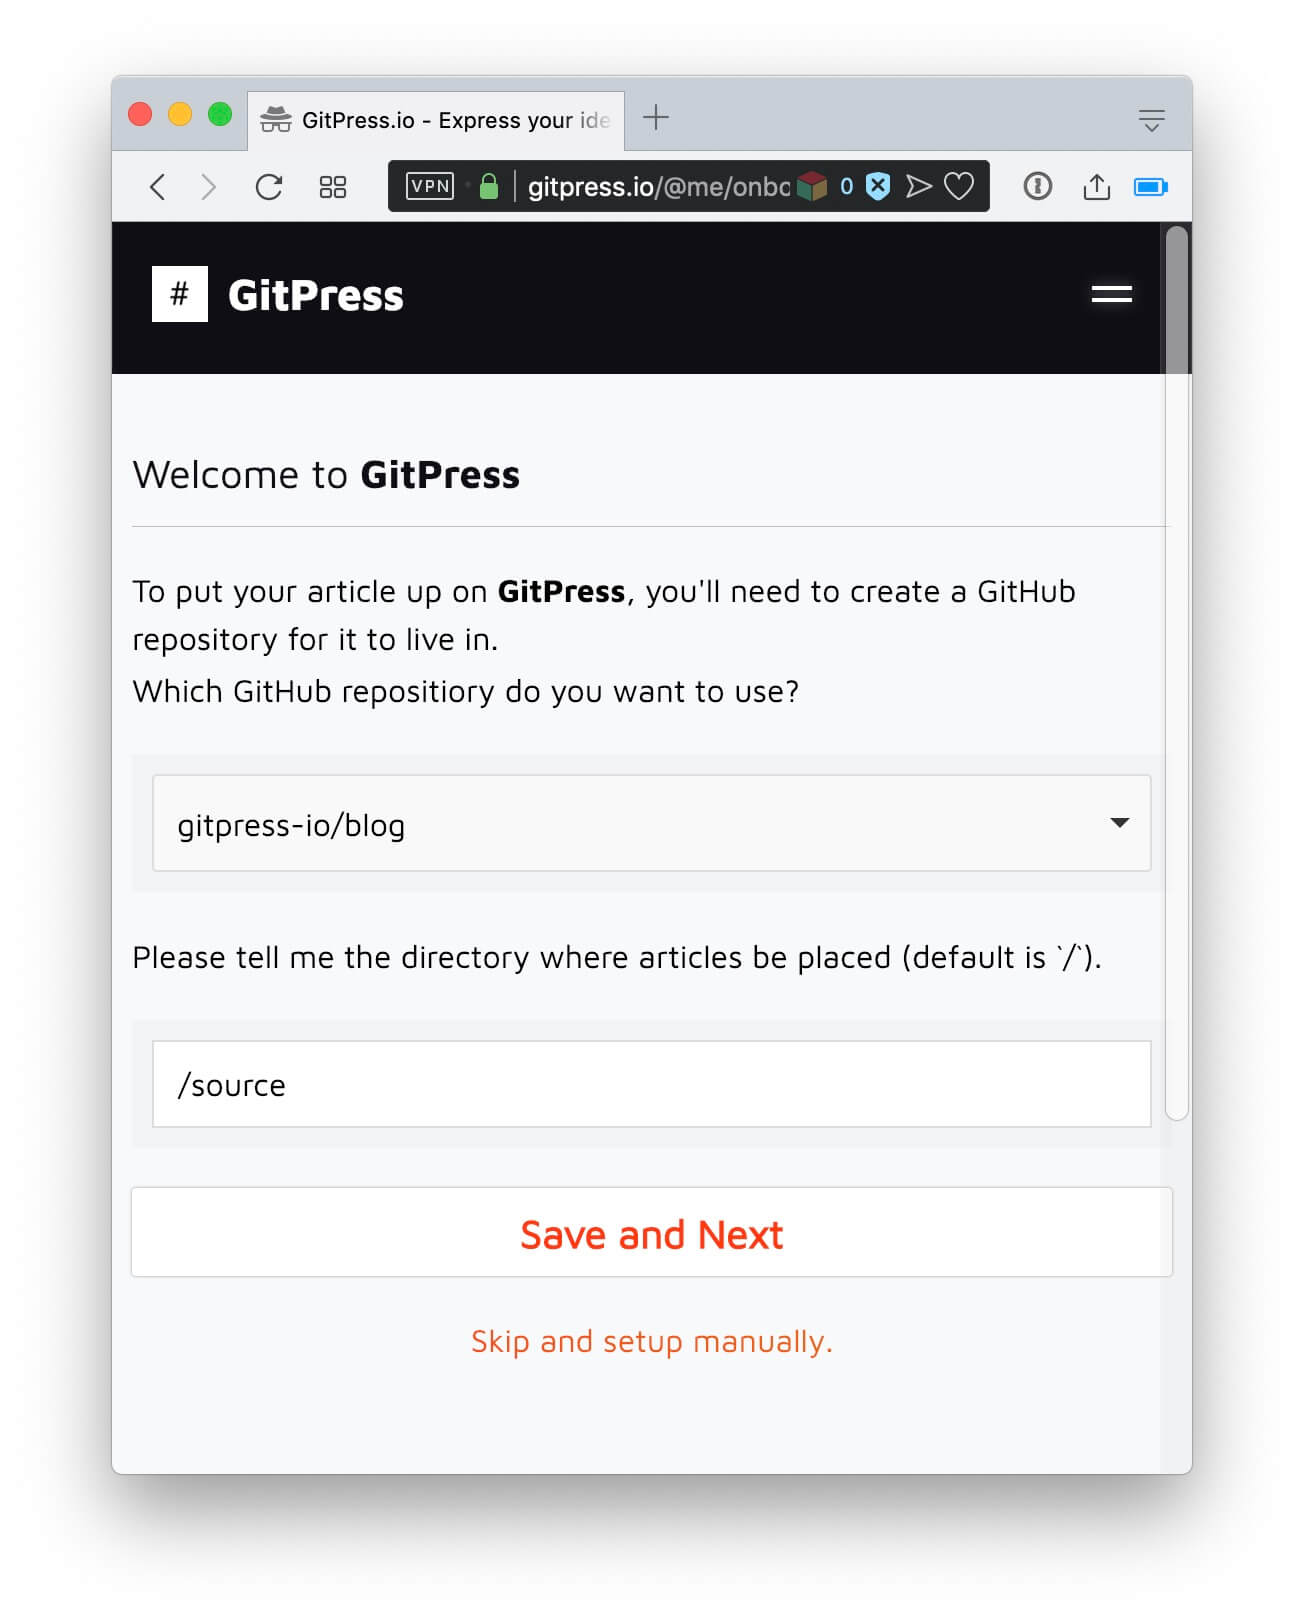 GitPress.io - Express your ide
VPN gitpress.io/@me/onbo 0
# GitPress
Welcome to GitPress
To put your article up on GitPress, you'll need to create a GitHub
repository for it to live in.
Which GitHub repositiory do you want to use?
gitpress-io/blog
Please tell me the directory where articles be placed (default is `/`).
/source
Save and Next
Skip and setup manually.